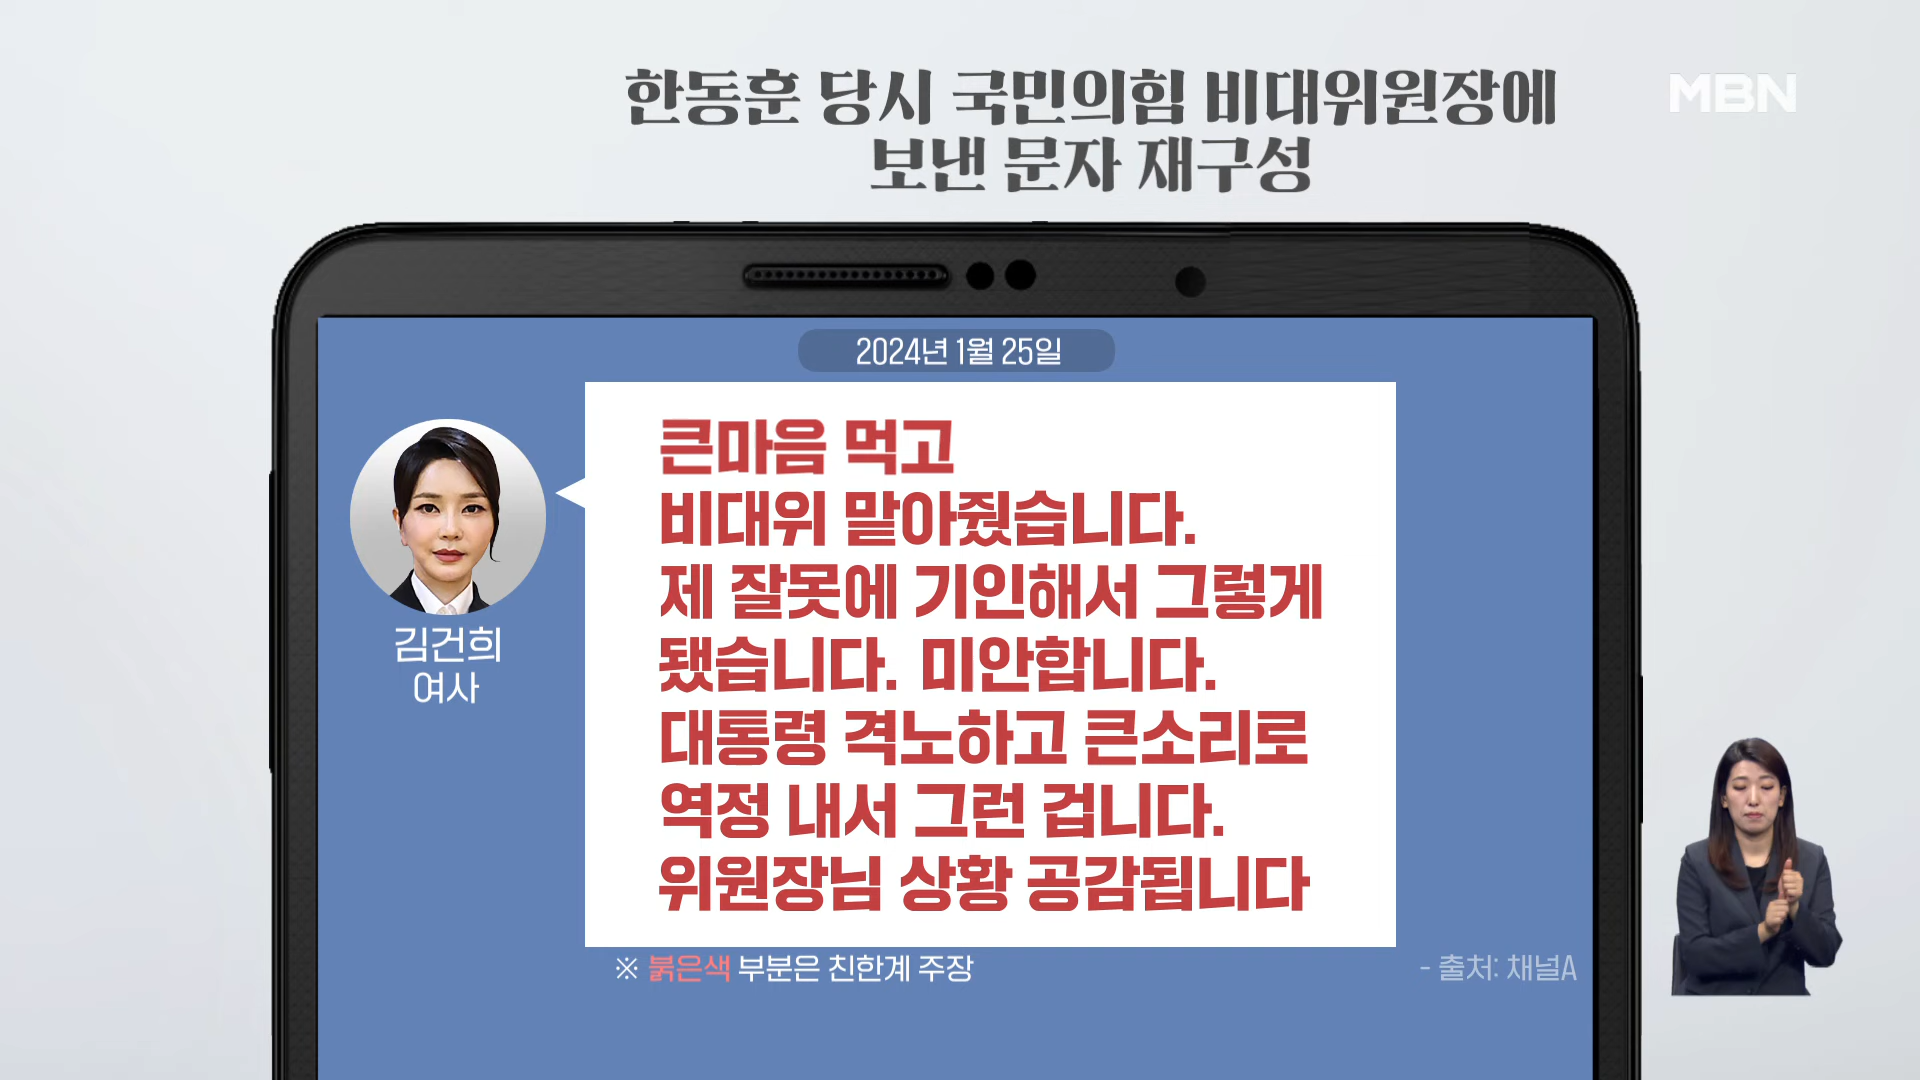 한동훈 당시 국민의힘 비대위원장에
보낸 문자 재구성
MBN
2024년 1월 25일
큰마음 먹고
비대위 맡아줬습니다.
제 잘못에 기인해서 그렇게
됐습니다. 미안합니다.
대통령 격노하고 큰소리로
역정 내서 그런 겁니다.
위원장님 상황 공감됩니다
김건희
여사
※ 붉은색 부분은 친한계 주장
- 출처: 채널A